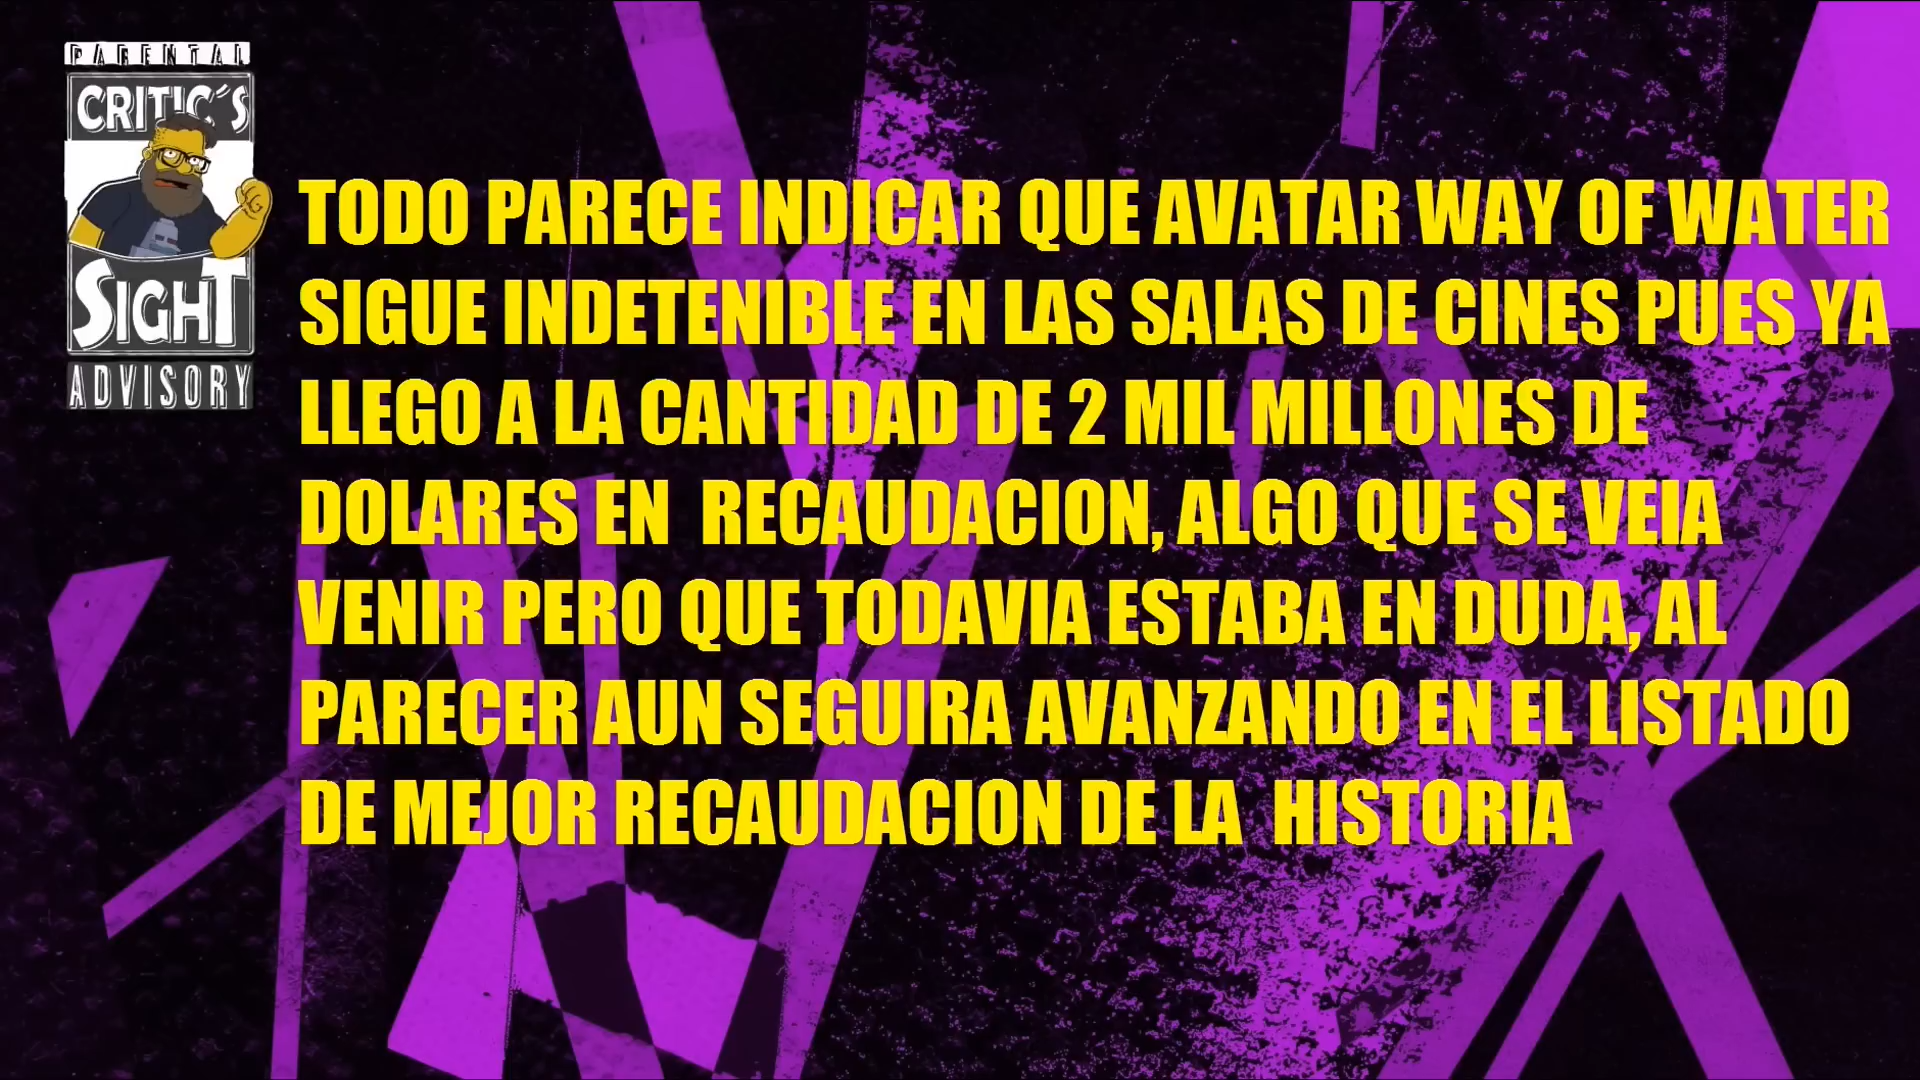 PARENTAL
CRITIC´S
SIGHT
ADVISORY
TODO PARECE INDICAR QUE AVATAR WAY OF WATER
SIGUE INDETENIBLE EN LAS SALAS DE CINES PUES YA
LLEGO A LA CANTIDAD DE 2 MIL MILLONES DE
DOLARES EN  RECAUDACION, ALGO QUE SE VEIA
VENIR PERO QUE TODAVIA ESTABA EN DUDA, AL
PARECER AUN SEGUIRA AVANZANDO EN EL LISTADO
DE MEJOR RECAUDACION DE LA  HISTORIA